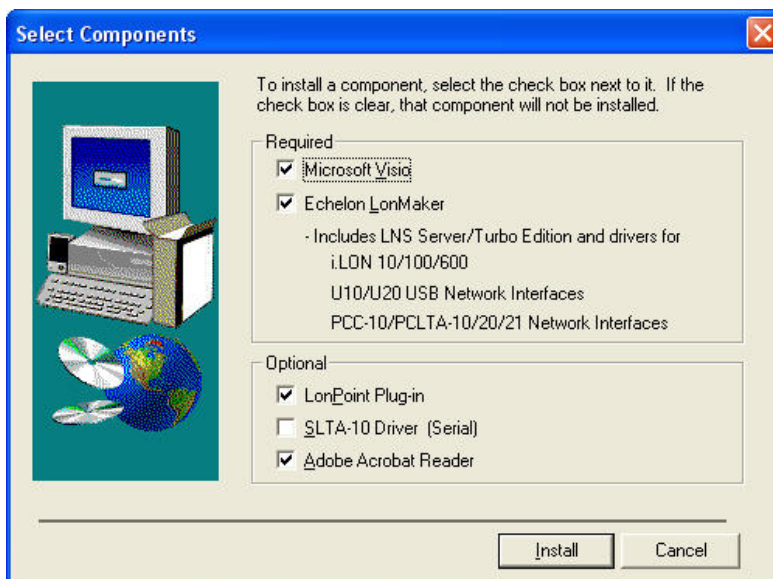 Select Components
To install a component, select the check box next to it. If the
check box is clear, that component will not be installed.
Required
Microsoft Visio
Echelon LonMaker
- Includes LNS Server/Turbo Edition and drivers for
i.LON 10/100/600
U10/U20 USB Network Interfaces
PCC-10/PCLTA-10/20/21 Network Interfaces
Optional
LonPoint Plug-in
SLTA-10 Driver (Serial)
Adobe Acrobat Reader
Install
Cancel